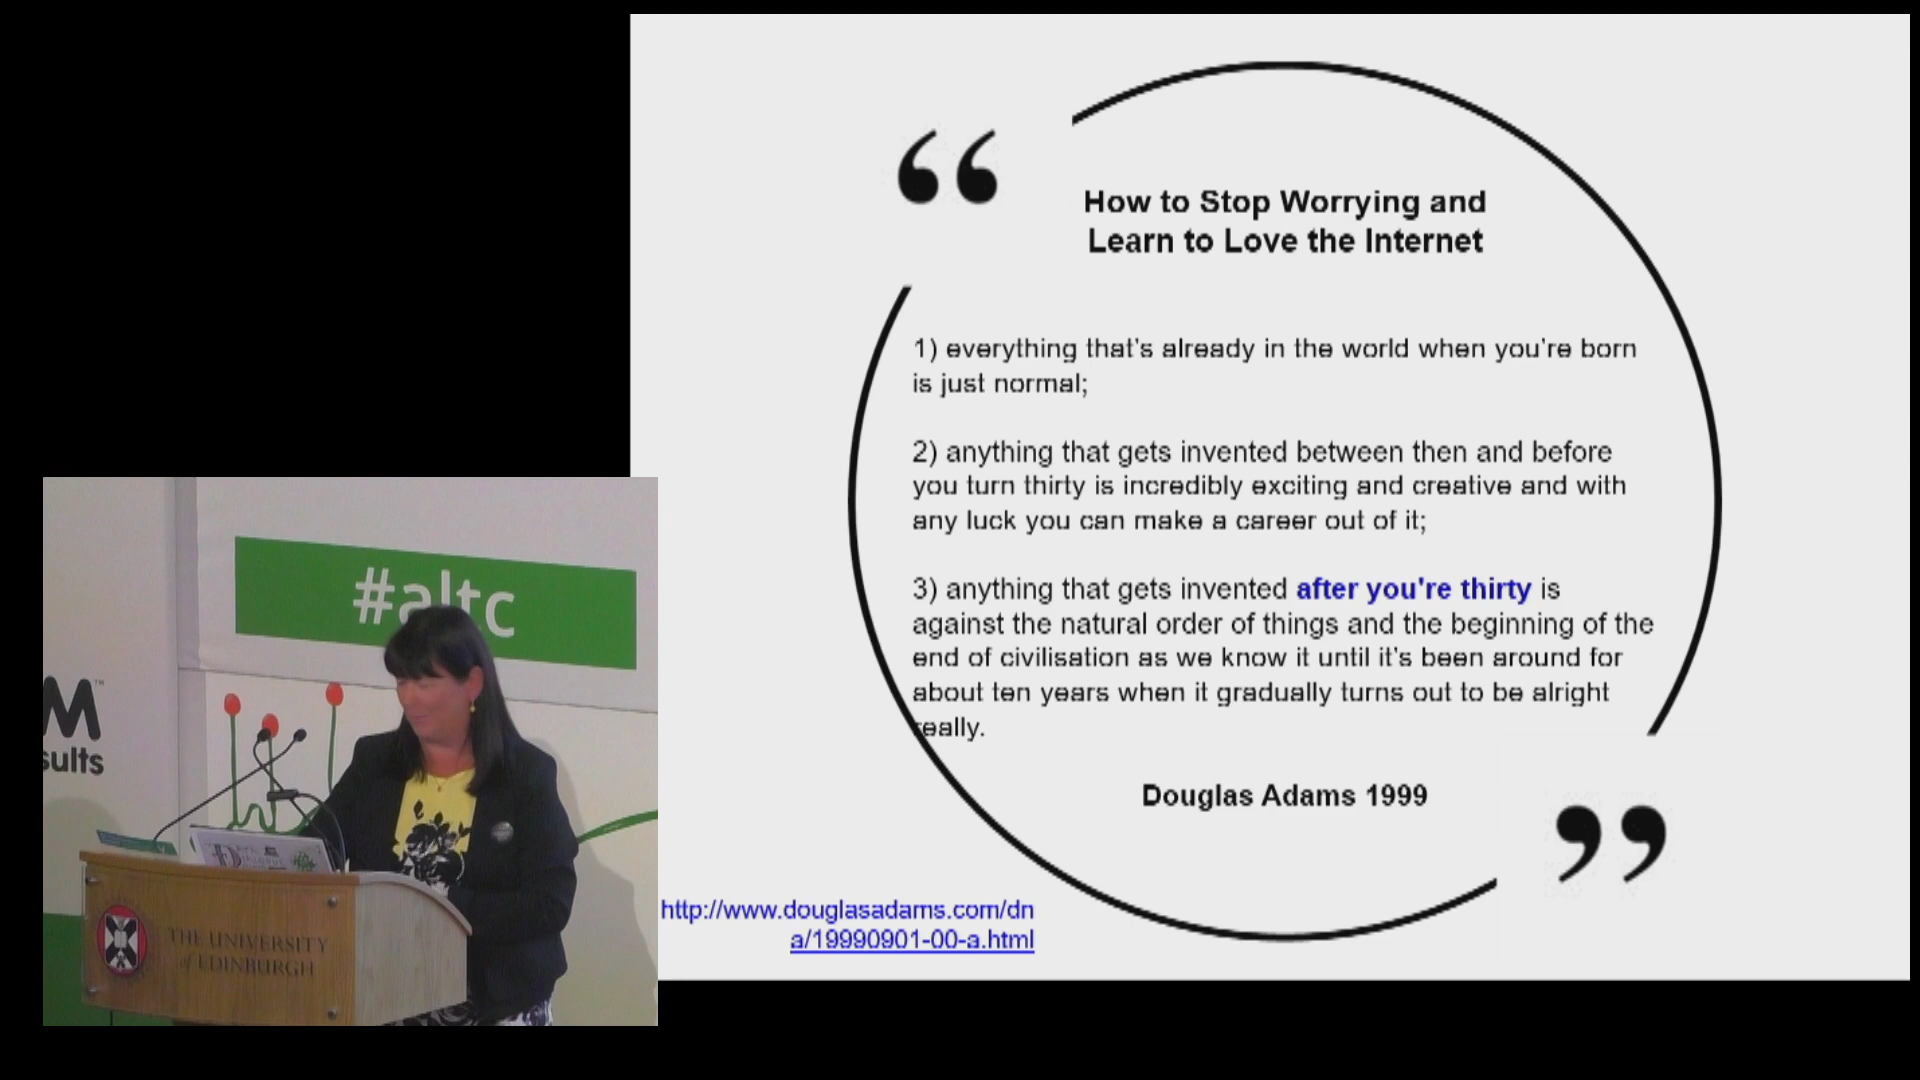 How to Stop Worrying and
Learn to Love the Internet
1) everything that's already in the world when you're born
is just normal;
2) anything that gets invented between then and before
you turn thirty is incredibly exciting and creative and with
any luck you can make a career out of it;
3) anything that gets invented after you're thirty is
against the natural order of things and the beginning of the
end of civilisation as we know it until it's been around for
about ten years when it gradually turns out to be alright
really.
Douglas Adams 1999
http://www.douglasadams.com/dn
a/19990901-00-a.html
#altc
M™
sults
THE UNIVERSITY
of EDINBURGH